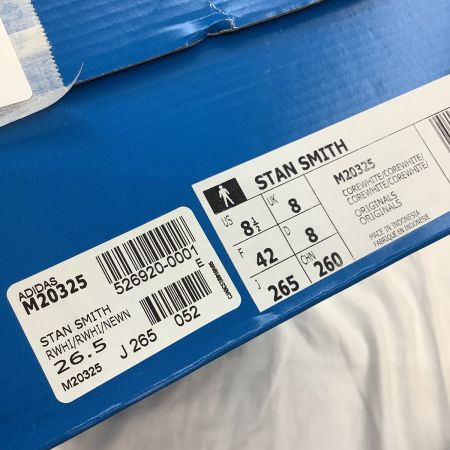 ADIDAS
M20325
526920-0001
E
STAN SMITH
RWHI/RWHI/NEWN
26.5
J 265
052
M20325
STAN SMITH
US
8 1/2
UK
8
F
42
D
8
J
265
CHN
260
M20325
COREWHITE/COREWHITE/
COREWHITE/COREWHITE/
ORIGINALS
ORIGINALS
MADE IN INDONESIA
FABRIQUE EN INDONESIE